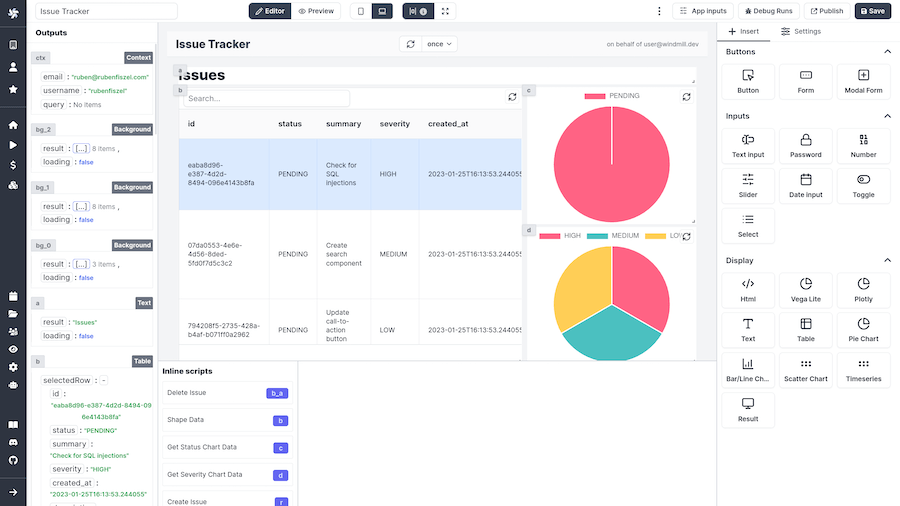 Issue Tracker
Editor
Preview
App inputs
Debug Runs
Publish
Save
Outputs
ctx
Context
email : "ruben@rubenfiszel.com"
username : "rubenfiszel"
query : No items
bg_2
Background
result : [...] 8 items ,
loading : false
bg_1
Background
result : [...] 8 items ,
loading : false
bg_0
Background
result : [...] 3 items ,
loading : false
a
Text
result : "Issues"
loading : false
b
Table
selectedRow : -
id :
"eaba8d96-e387-4d2d-8494-09
6e4143b8fa"
status : "PENDING"
summary :
"Check for SQL injections"
severity : "HIGH"
created_at :
"2023-01-25T16:13:53.244055"
Issue Tracker
once
on behalf of user@windmill.dev
a
Issues
b
Search...
id
status
summary
severity
created_at
eaba8d96-
e387-4d2d-
8494-096e4143b8fa
PENDING
Check for
SQL
injections
HIGH
2023-01-25T16:13:53.244055
07da0553-4e6e-
4d56-8ded-
5fd0f7d5c3c2
PENDING
Create
search
component
MEDIUM
2023-01-25T16:13:53.244055
794208f5-2735-428a-
b4af-b071ff0a2962
PENDING
Update
call-to-
action
button
LOW
2023-01-25T16:13:53.244055
c
PENDING
d
HIGH
MEDIUM
LOW
Inline scripts
Delete Issue
b_a
Shape Data
b
Get Status Chart Data
c
Get Severity Chart Data
d
Create Issue
Insert
Settings
Buttons
Button
Form
Modal Form
Inputs
Text input
Password
Number
Slider
Date input
Toggle
Select
Display
Html
Vega Lite
Plotly
Text
Table
Pie Chart
Bar/Line Ch...
Scatter Chart
Timeseries
Result